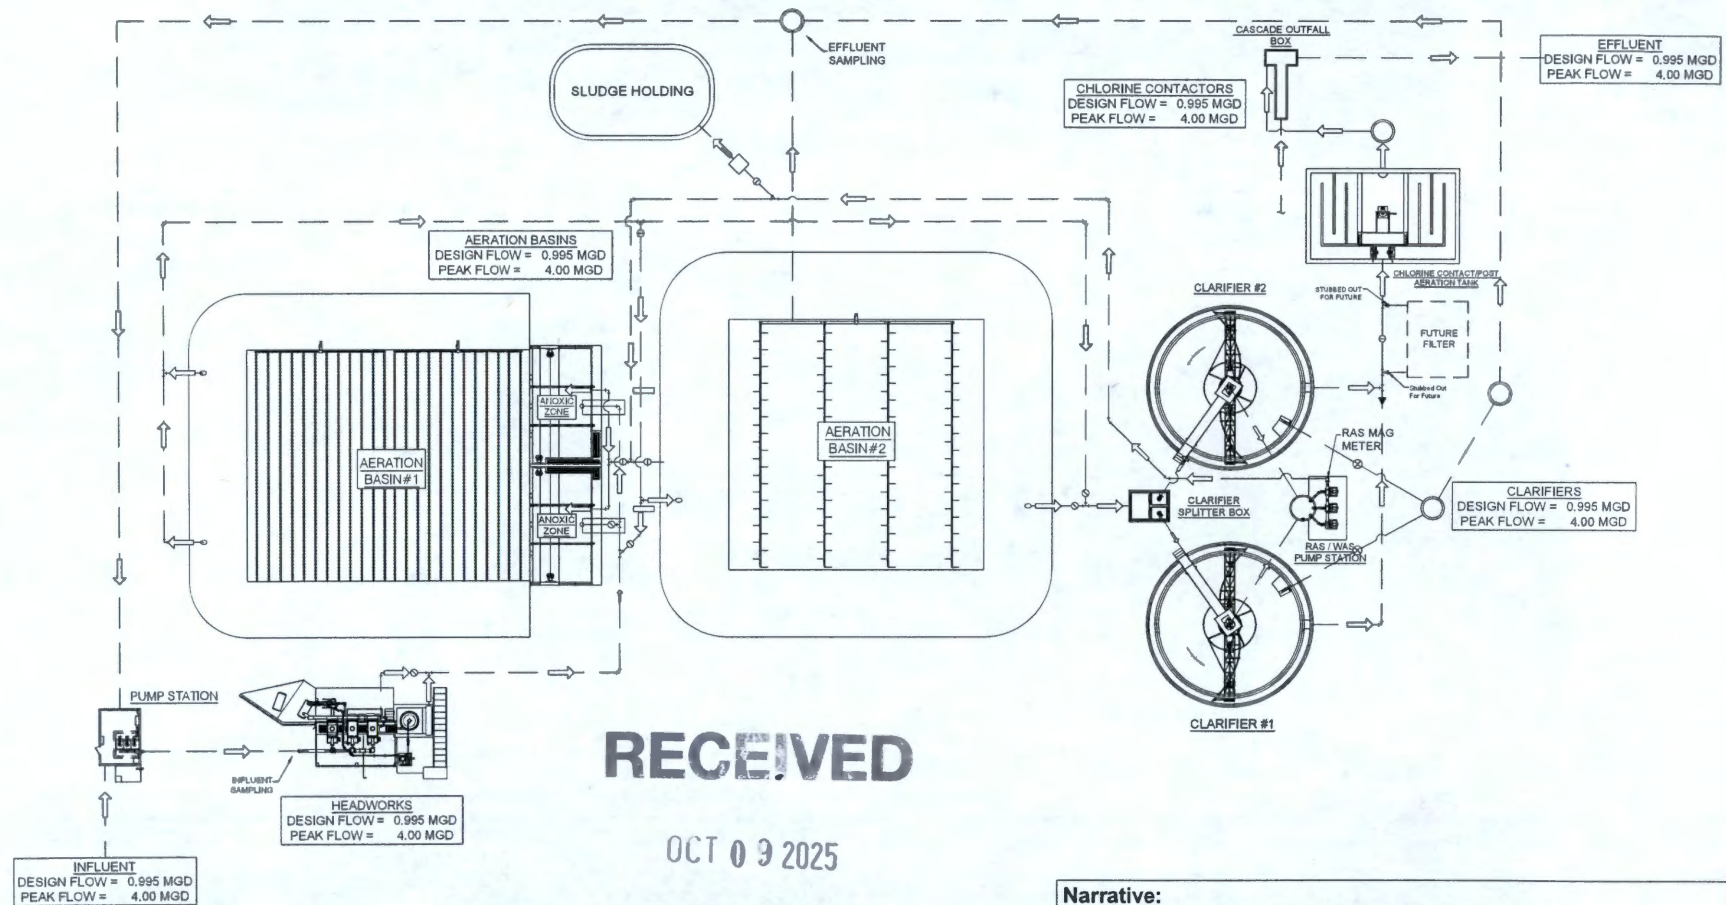 EFFLUENT
SAMPLING
CASCADE OUTFALL
BOX
EFFLUENT
DESIGN FLOW = 0.995 MGD
PEAK FLOW = 4.00 MGD
SLUDGE HOLDING
CHLORINE CONTACTORS
DESIGN FLOW = 0.995 MGD
PEAK FLOW = 4.00 MGD
AERATION BASINS
DESIGN FLOW = 0.995 MGD
PEAK FLOW = 4.00 MGD
CHLORINE CONTACT/POST
AERATION TANK
CLARIFIER #2
STUBBED OUT
FOR FUTURE
FUTURE
FILTER
Stubbed Out
For Future
ANOXIC
ZONE
AERATION
BASIN#1
AERATION
BASIN#2
RAS MAG
METER
CLARIFIER
SPLITTER BOX
CLARIFIERS
DESIGN FLOW = 0.995 MGD
PEAK FLOW = 4.00 MGD
ANOXIC
ZONE
RAS / WAS
PUMP STATION
PUMP STATION
CLARIFIER #1
INFLUENT
SAMPLING
RECEIVED
HEADWORKS
DESIGN FLOW = 0.995 MGD
PEAK FLOW = 4.00 MGD
OCT 09 2025
INFLUENT
DESIGN FLOW = 0.995 MGD
PEAK FLOW = 4.00 MGD
Narrative: